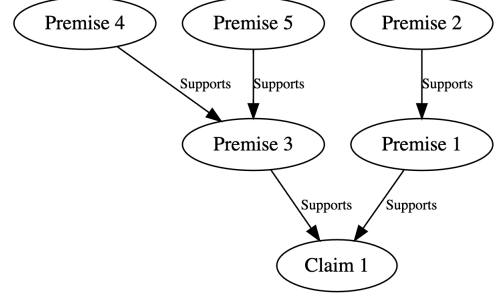 Premise 4
Premise 5
Premise 2
Supports
Supports
Supports
Premise 3
Premise 1
Supports
Supports
Claim 1